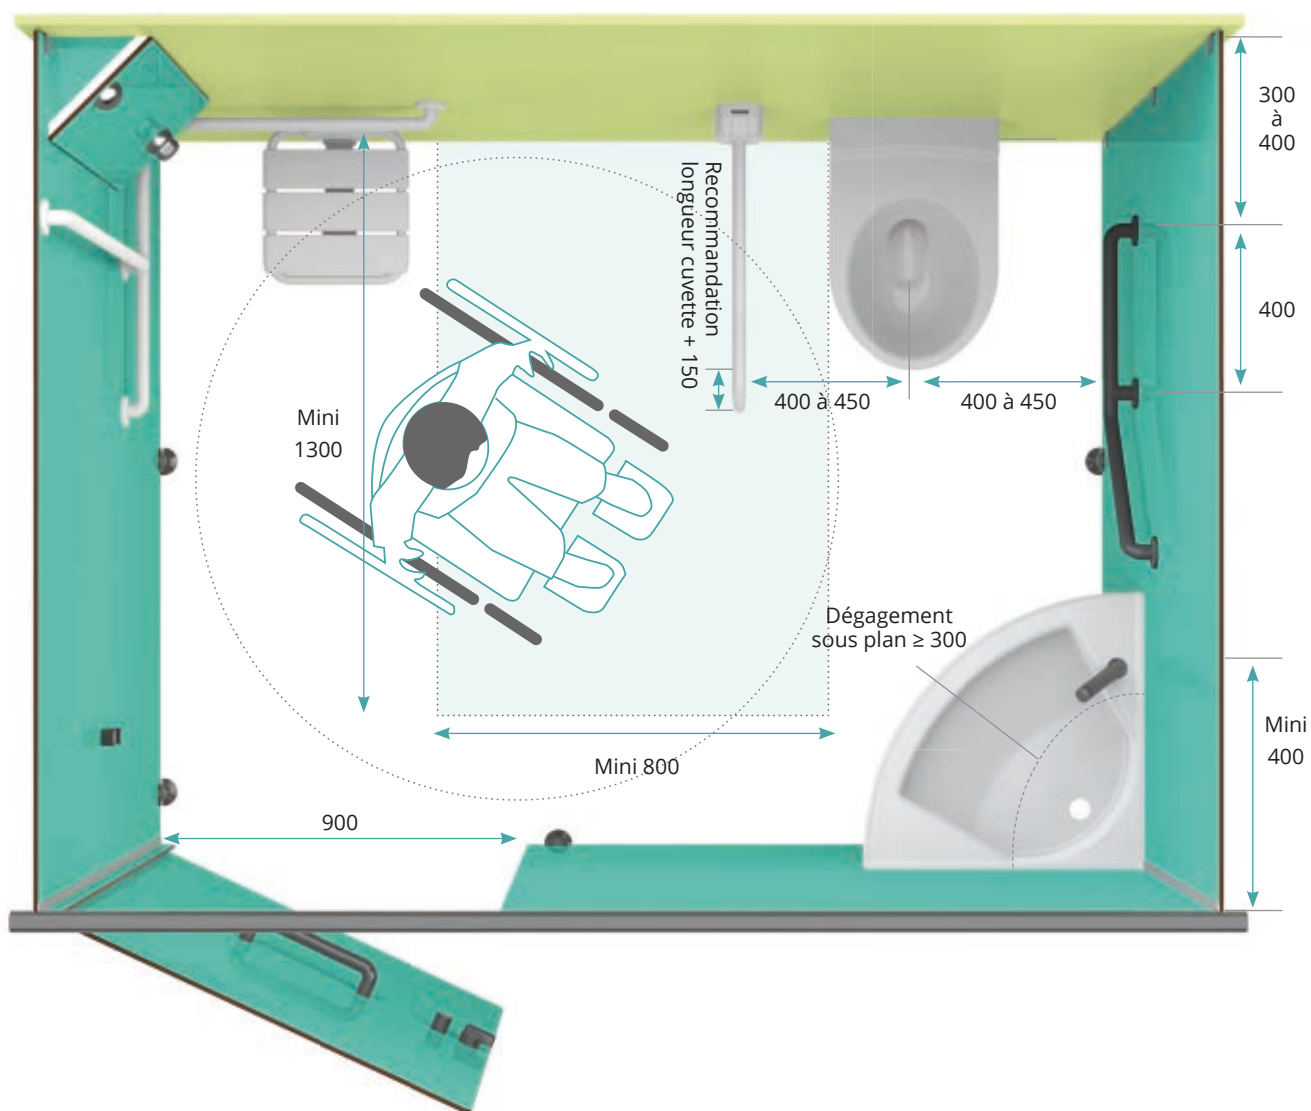 300
à
400
Recommandation
longueur cuvette + 150
400
400 à 450
400 à 450
Mini
1300
Dégagement
sous plan ≥ 300
Mini
400
Mini 800
900